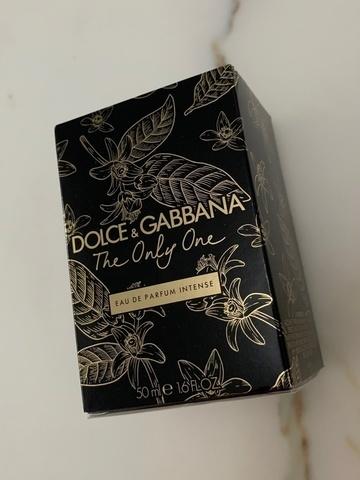 DOLCE & GABBANA
The Only One
EAU DE PARFUM INTENSE
50 ml ℮ 1.6 FL.OZ.